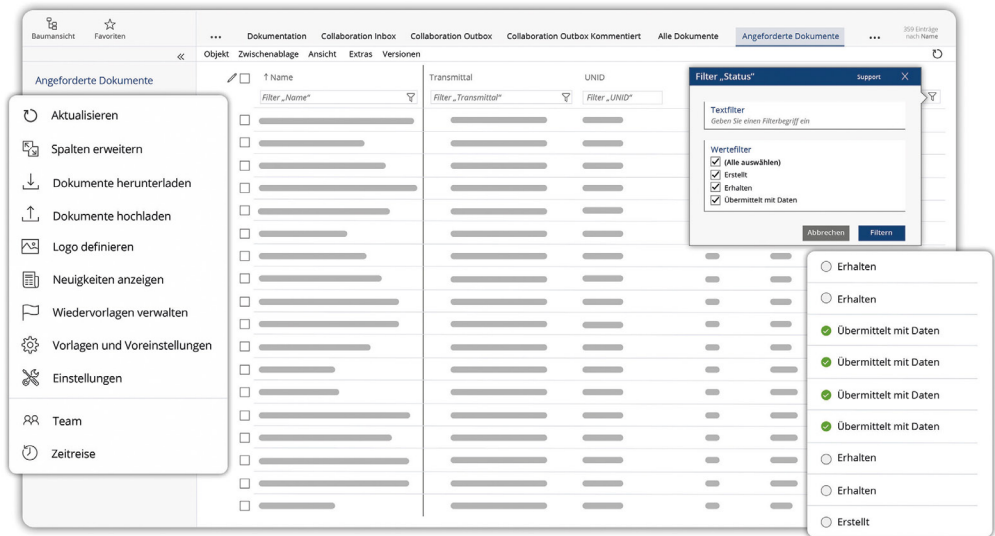 Baumansicht
Favoriten
Dokumentation
Collaboration Inbox
Collaboration Outbox
Collaboration Outbox Kommentiert
Alle Dokumente
Angeforderte Dokumente
359 Einträge
nach Name
Objekt
Zwischenablage
Ansicht
Extras
Versionen
Angeforderte Dokumente
Name
Transmittal
UNID
Filter „Name"
Filter „Transmittal"
Filter „UNID"
Aktualisieren
Spalten erweitern
Dokumente herunterladen
Dokumente hochladen
Logo definieren
Neuigkeiten anzeigen
Wiedervorlagen verwalten
Vorlagen und Voreinstellungen
Einstellungen
Team
Zeitreise
Filter „Status"
Support
X
Textfilter
Geben Sie einen Filterbegriff ein
Wertefilter
(Alle auswählen)
Erstellt
Erhalten
Übermittelt mit Daten
Abbrechen
Filtern
Erhalten
Erhalten
Übermittelt mit Daten
Übermittelt mit Daten
Übermittelt mit Daten
Übermittelt mit Daten
Erhalten
Erhalten
Erstellt